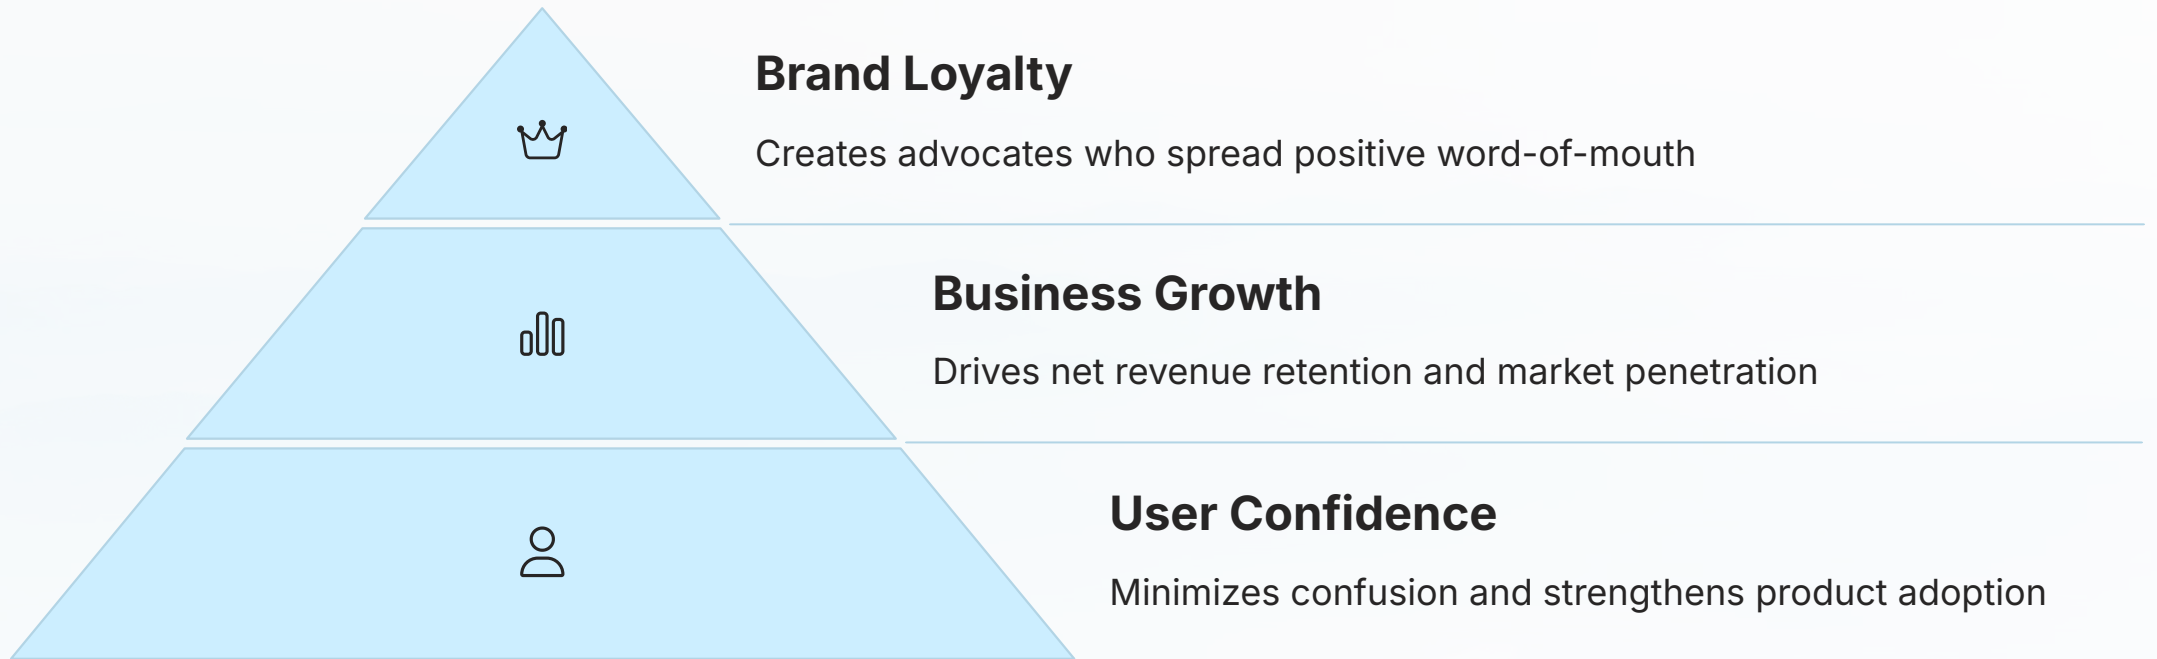 Brand Loyalty
Creates advocates who spread positive word-of-mouth
Business Growth
Drives net revenue retention and market penetration
User Confidence
Minimizes confusion and strengthens product adoption